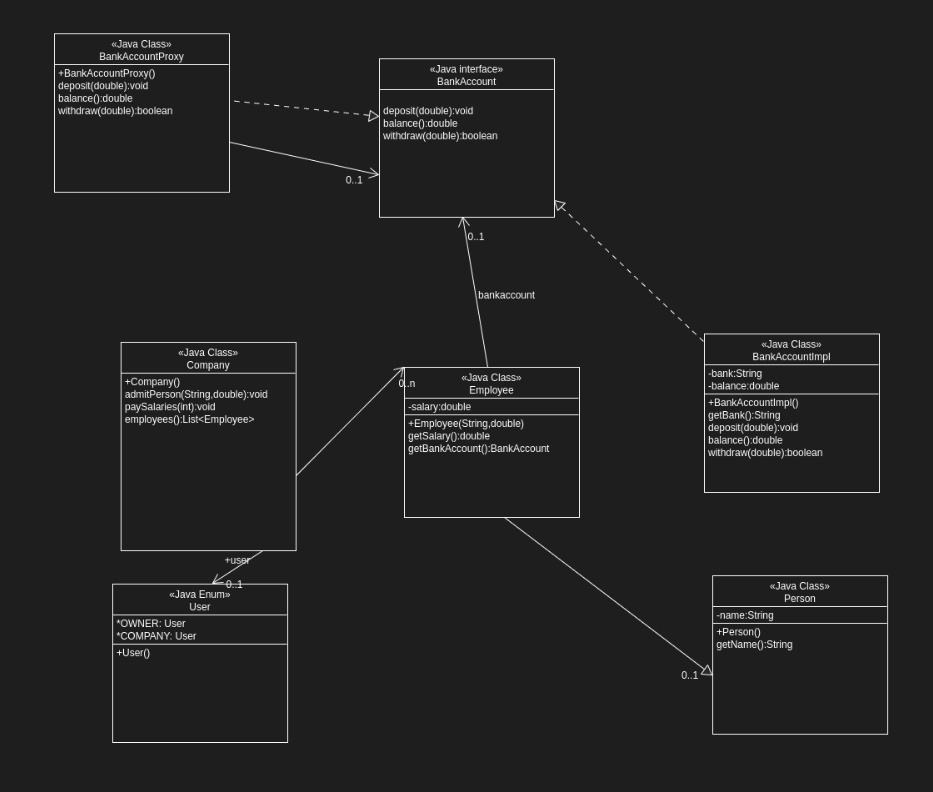 «Java Class»
BankAccountProxy
+BankAccountProxy()
deposit(double):void
balance():double
withdraw(double):boolean
«Java interface»
BankAccount
deposit(double):void
balance():double
withdraw(double):boolean
0..1
0..1
bankaccount
«Java Class»
Company
+Company()
admitPerson(String,double):void
paySalaries(int):void
employees():List<Employee>
0..n
«Java Class»
Employee
-salary:double
+Employee(String,double)
getSalary():double
getBankAccount():BankAccount
«Java Class»
BankAccountImpl
-bank:String
-balance:double
+BankAccountImpl()
getBank():String
deposit(double):void
balance():double
withdraw(double):boolean
+user
0..1
«Java Enum»
User
*OWNER: User
*COMPANY: User
+User()
0..1
«Java Class»
Person
-name:String
+Person()
getName():String